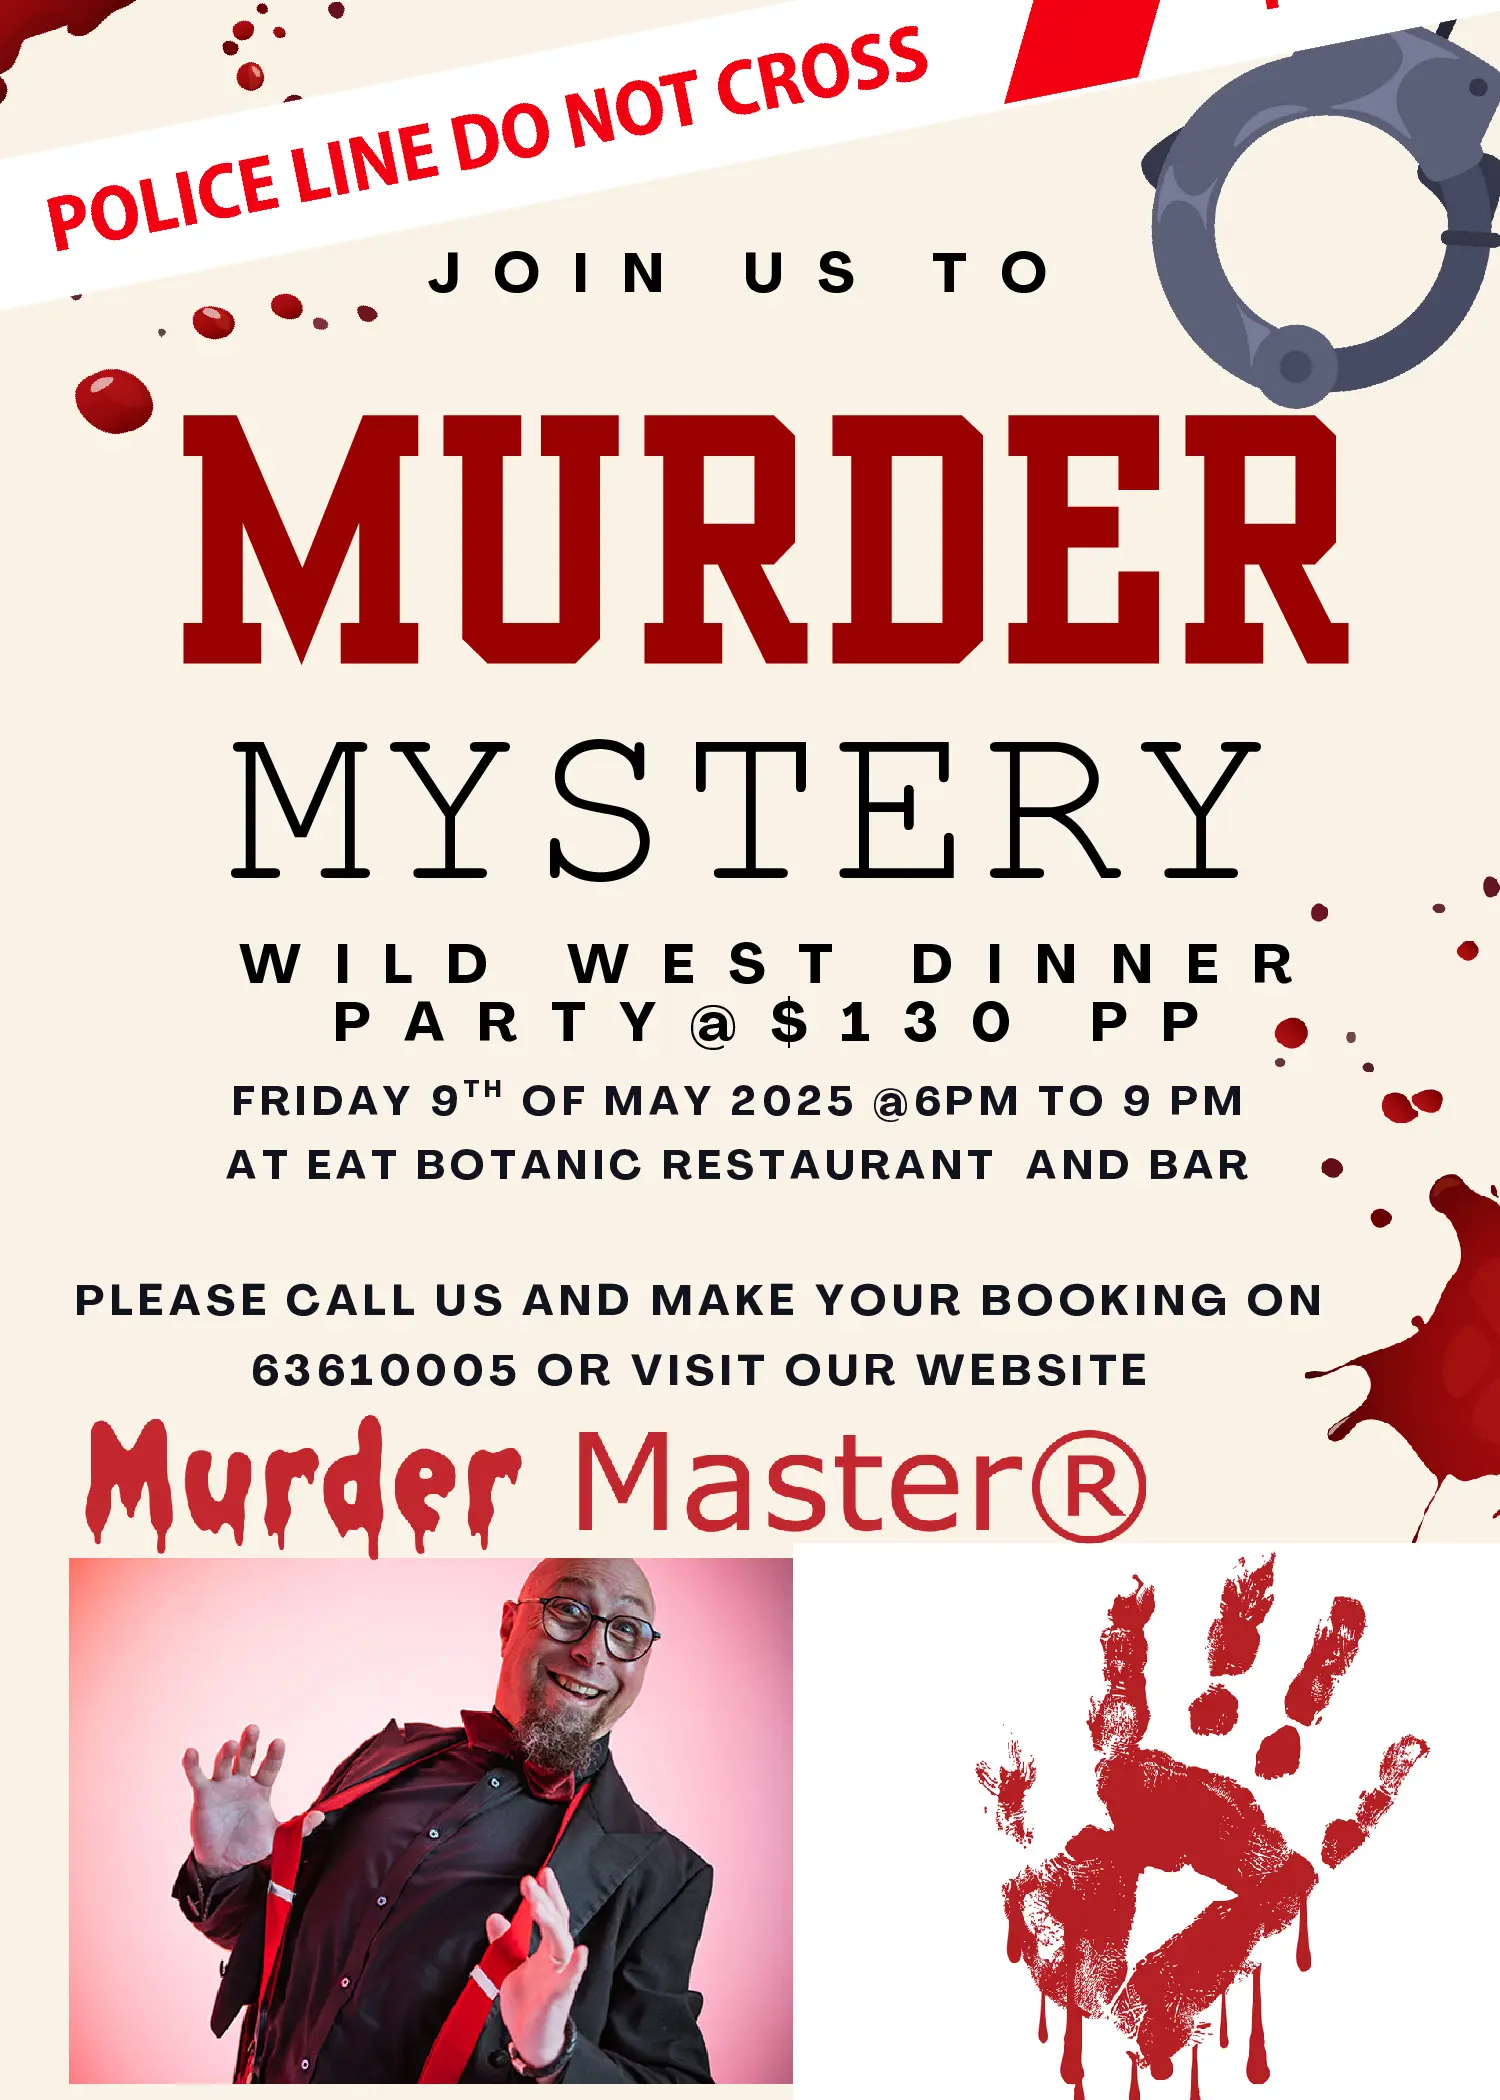 POLICE LINE DO NOT CROSS
JOIN US TO
MURDER
MYSTERY
WILD WEST DINNER
PARTY@$130 PP
FRIDAY 9TH OF MAY 2025 @6PM TO 9 PM
AT EAT BOTANIC RESTAURANT AND BAR
PLEASE CALL US AND MAKE YOUR BOOKING ON
63610005 OR VISIT OUR WEBSITE
Murder Master®